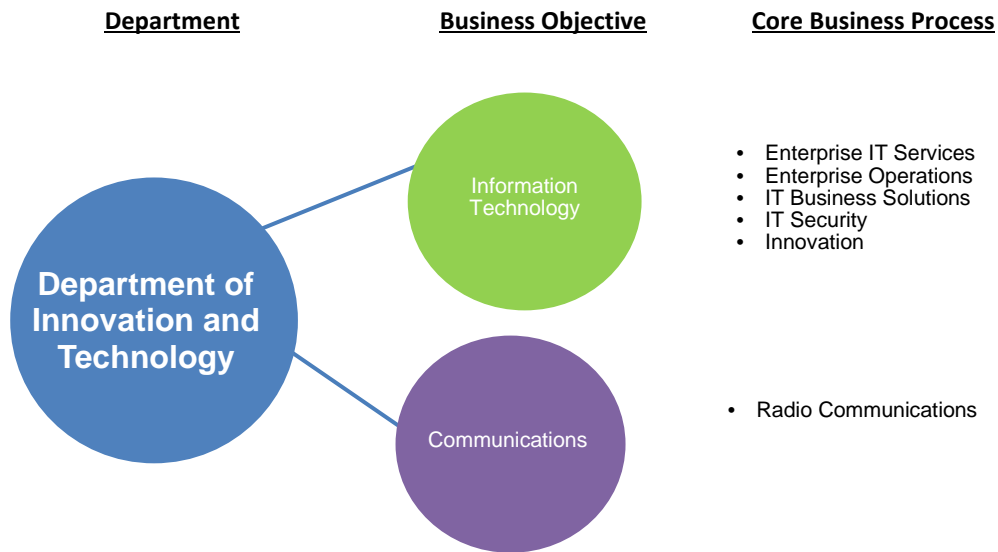 Department Business Objective Core Business Process
Department of
Innovation and
Technology
Information
Technology
• Enterprise IT Services
• Enterprise Operations
• IT Business Solutions
• IT Security
• Innovation
Communications
• Radio Communications